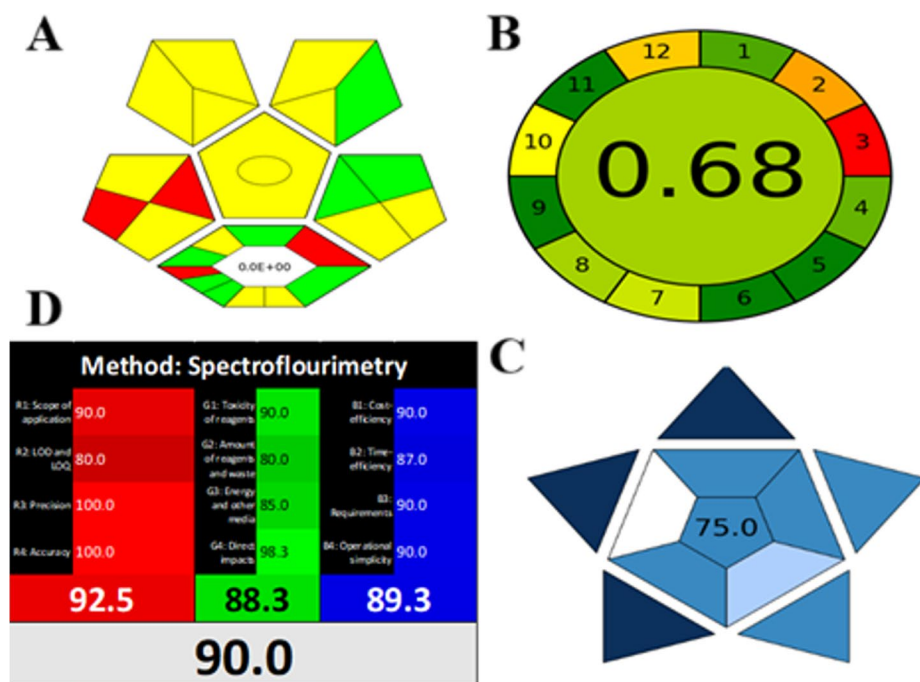 A
B
0.0E+00
12
1
11
2
10
3
0.68
9
4
8
5
7
6
D
Method: Spectroflourimetry
R1: Scope of
application
90.0
G1: Toxicity
of reagents
90.0
B1: Cost-
efficiency
90.0
R2: LOD and
LOQ
80.0
G2: Amount
of reagents
and waste
80.0
B2: Time-
efficiency
87.0
R3: Precision
100.0
G3: Energy
and other
media
85.0
B3:
Requirements
90.0
R4: Accuracy
100.0
G4: Direct
impacts
98.3
B4: Operational
simplicity
90.0
92.5
88.3
89.3
90.0
C
75.0